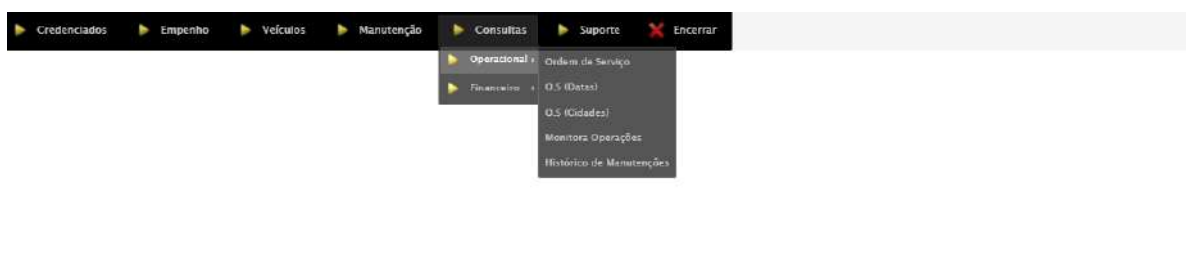 Credenciados Empenho Veículos Manutenção Consultas Suporte Encerrar
Operacional
Financeiro
Ordem de Serviço
O.S (Datas)
O.S (Cidades)
Monitora Operações
Histórico de Manutenções